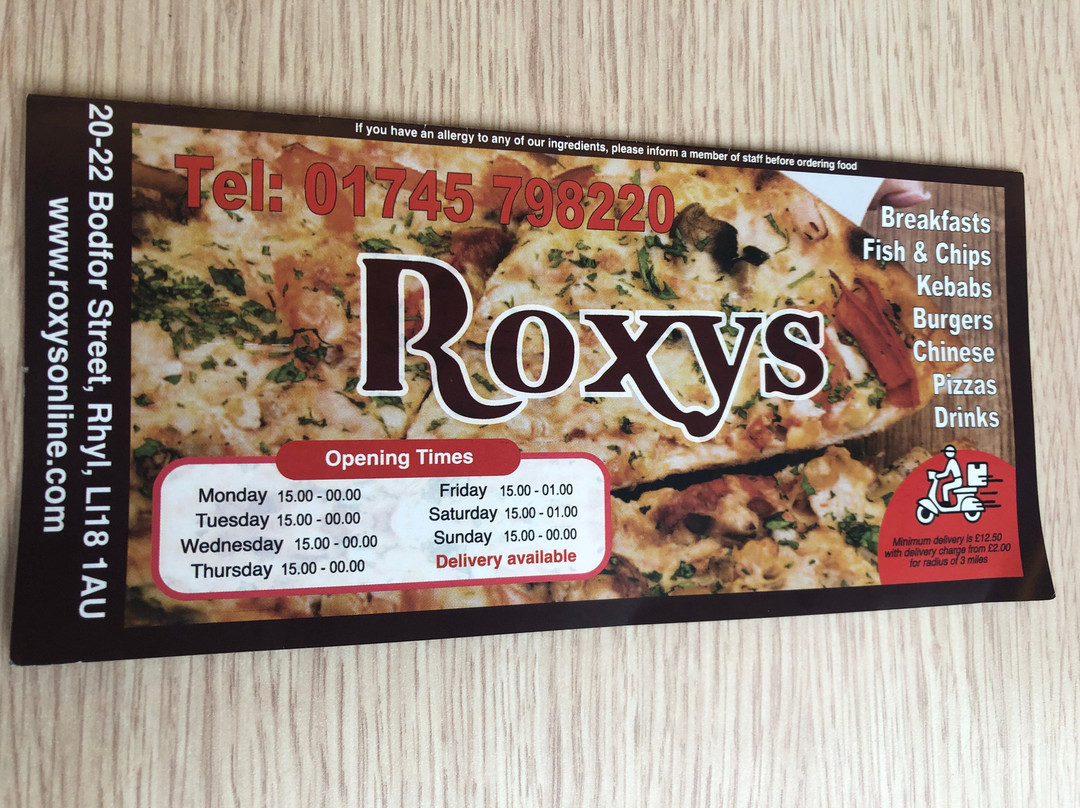 If you have an allergy to any of our ingredients, please inform a member of staff before ordering food
Tel: 01745 798220
Roxys
Breakfasts
Fish & Chips
Kebabs
Burgers
Chinese
Pizzas
Drinks
Opening Times
Monday 15.00 - 00.00
Tuesday 15.00 - 00.00
Wednesday 15.00 - 00.00
Thursday 15.00 - 00.00
Friday 15.00 - 01.00
Saturday 15.00 - 01.00
Sunday 15.00 - 00.00
Delivery available
Minimum delivery is £12.50
with delivery charge from £2.00
for radius of 3 miles
20-22 Bodfor Street, Rhyl, Ll18 1AU
www.roxysonline.com